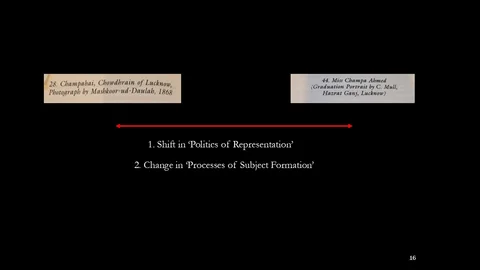 28. Champabai, Chowdhrain of Lucknow,
Photograph by Mashkoor-ud-Daulah, 1868
44. Miss Champa Ahmed
(Graduation Portrait by C. Mull,
Hazrat Ganj, Lucknow)
1. Shift in ‘Politics of Representation’
2. Change in ‘Processes of Subject Formation’
16